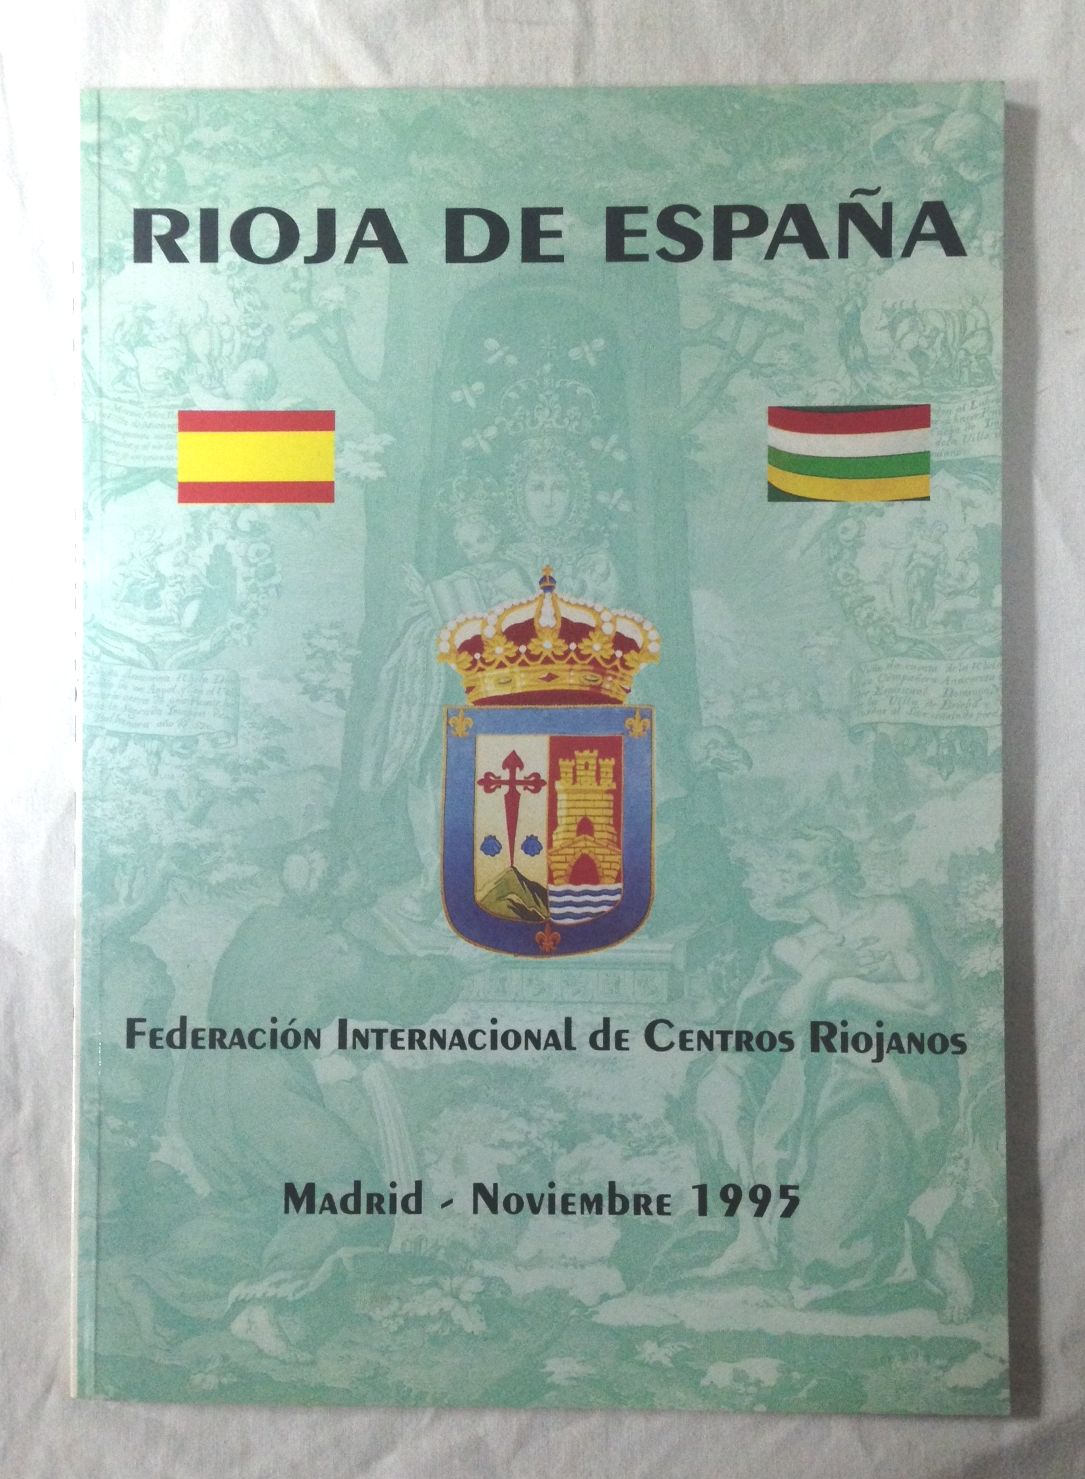 RIOJA DE ESPAÑA
FEDERACIÓN INTERNACIONAL DE CENTROS RIOJANOS
MADRID - NOVIEMBRE 1995